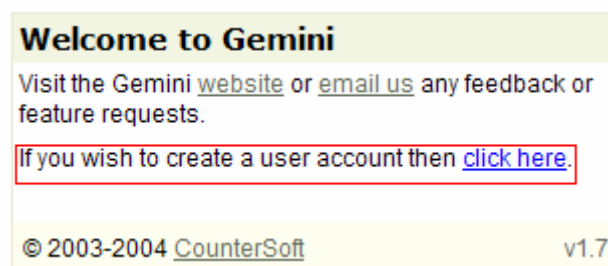 Welcome to Gemini
Visit the Gemini website or email us any feedback or
feature requests.
If you wish to create a user account then click here.
© 2003-2004 CounterSoft v1.7